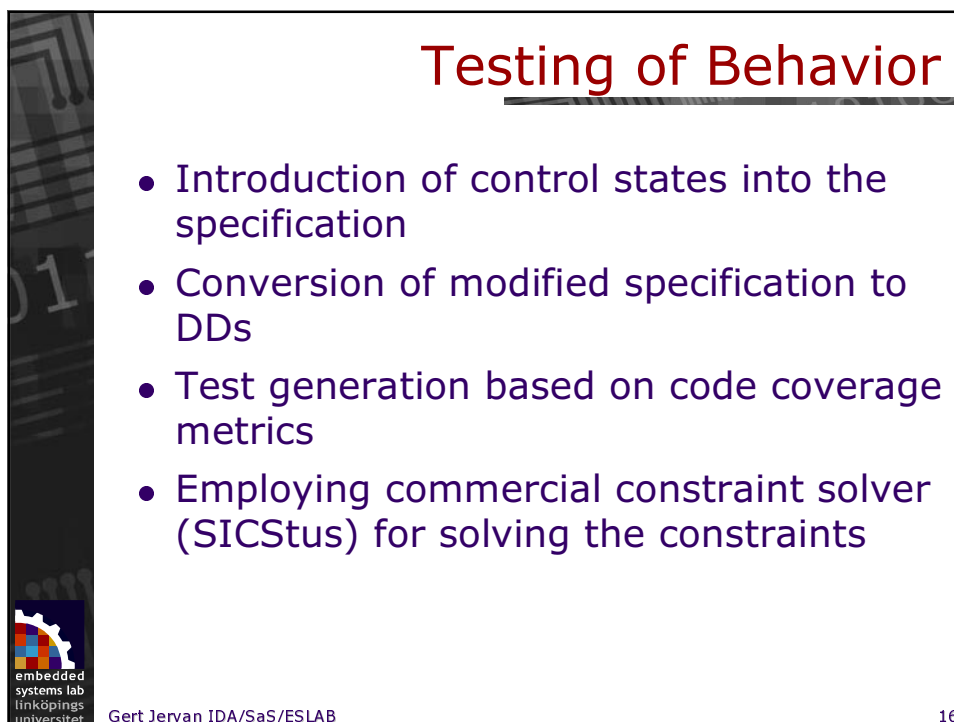 Testing of Behavior
● Introduction of control states into the
specification
● Conversion of modified specification to
DDs
● Test generation based on code coverage
metrics
● Employing commercial constraint solver
(SICStus) for solving the constraints
embedded
systems lab
linköpings
universitet
Gert Jervan IDA/SaS/ESLAB
16